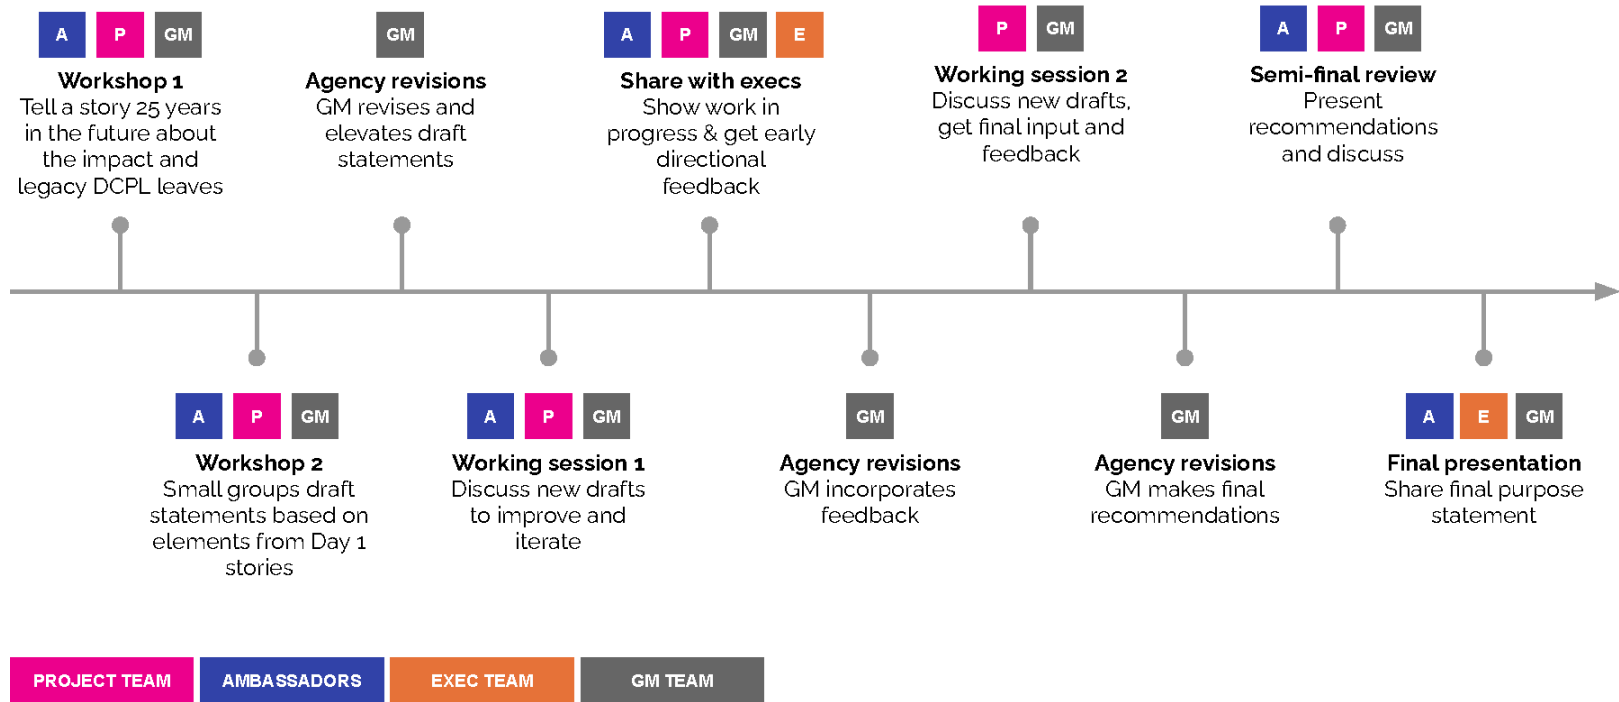 A P GM
Workshop 1
Tell a story 25 years
in the future about
the impact and
legacy DCPL leaves
GM
Agency revisions
GM revises and
elevates draft
statements
A P GM E
Share with execs
Show work in
progress & get early
directional
feedback
P GM
Working session 2
Discuss new drafts,
get final input and
feedback
A P GM
Semi-final review
Present
recommendations
and discuss
A P GM
Workshop 2
Small groups draft
statements based on
elements from Day 1
stories
A P GM
Working session 1
Discuss new drafts
to improve and
iterate
GM
Agency revisions
GM incorporates
feedback
GM
Agency revisions
GM makes final
recommendations
A E GM
Final presentation
Share final purpose
statement
PROJECT TEAM
AMBASSADORS
EXEC TEAM
GM TEAM